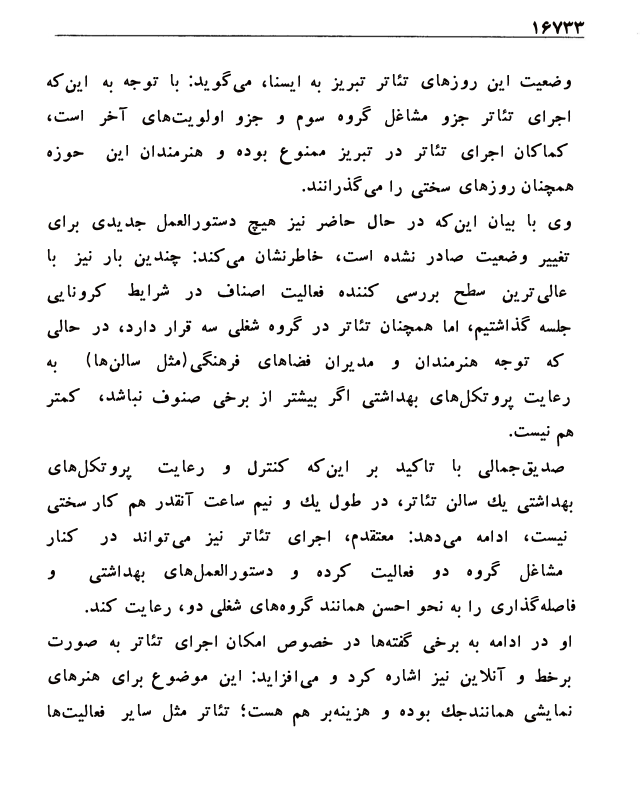 ۱۶۷۳۳
وضعیت این روزهای تئاتر تبریز به ایسنا، می‌گوید: با توجه به این‌که
اجرای تئاتر جزو مشاغل گروه سوم و جزو اولویت‌های آخر است،
کماکان اجرای تئاتر در تبریز ممنوع بوده و هنرمندان این حوزه
همچنان روزهای سختی را می‌گذرانند.
وی با بیان این‌که در حال حاضر نیز هیچ دستورالعمل جدیدی برای
تغییر وضعیت صادر نشده است، خاطرنشان می‌کند: چندین بار نیز با
عالی‌ترین سطح بررسی کننده فعالیت اصناف در شرایط کرونایی
جلسه گذاشتیم، اما همچنان تئاتر در گروه شغلی سه قرار دارد، در حالی
که توجه هنرمندان و مدیران فضاهای فرهنگی(مثل سالن‌ها) به
رعایت پروتکل‌های بهداشتی اگر بیشتر از برخی صنوف نباشد، کمتر
هم نیست.
صدیق‌جمالی با تاکید بر این‌که کنترل و رعایت پروتکل‌های
بهداشتی یك سالن تئاتر، در طول یك و نیم ساعت آنقدر هم کار سختی
نیست، ادامه می‌دهد: معتقدم، اجرای تئاتر نیز می‌تواند در کنار
مشاغل گروه دو فعالیت کرده و دستورالعمل‌های بهداشتی و
فاصله‌گذاری را به نحو احسن همانند گروه‌های شغلی دو، رعایت کند.
او در ادامه به برخی گفته‌ها در خصوص امکان اجرای تئاتر به صورت
برخط و آنلاین نیز اشاره کرد و می‌افزاید: این موضوع برای هنرهای
نمایشی همانندجك بوده و هزینه‌بر هم هست؛ تئاتر مثل سایر فعالیت‌ها